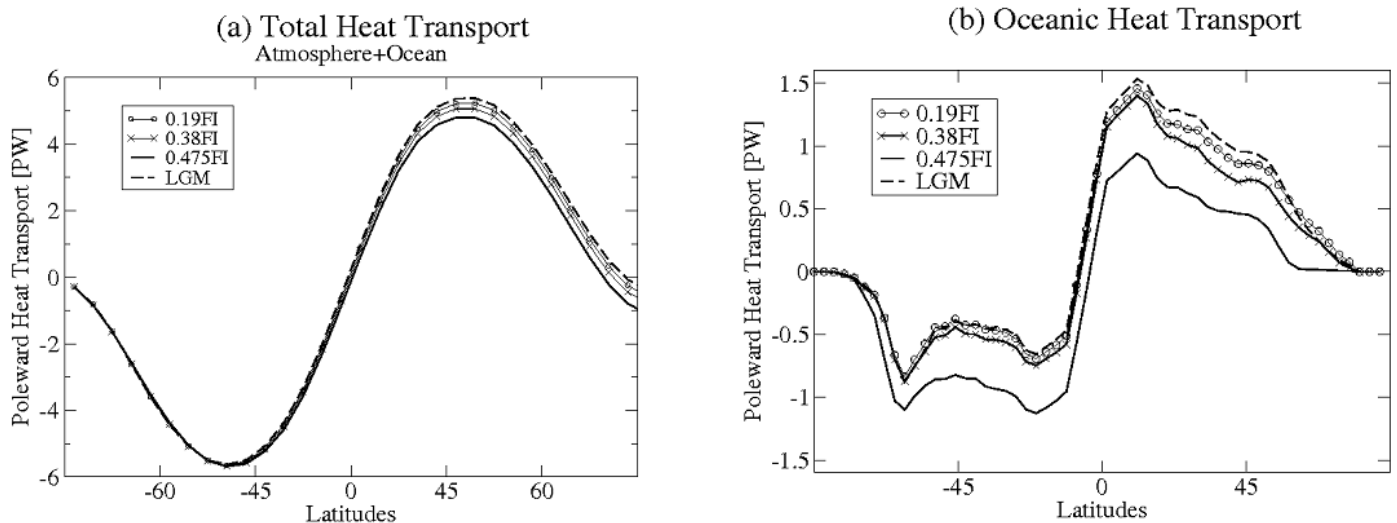 (a) Total Heat Transport
Atmosphere+Ocean
Poleward Heat Transport [PW]
6
4
2
0
-2
-4
-6
0.19FI
0.38FI
0.475FI
LGM
-60 -45 0 45 60
Latitudes
(b) Oceanic Heat Transport
Poleward Heat Transport [PW]
1.5
1
0.5
0
-0.5
-1
-1.5
0.19FI
0.38FI
0.475FI
LGM
-45 0 45
Latitudes